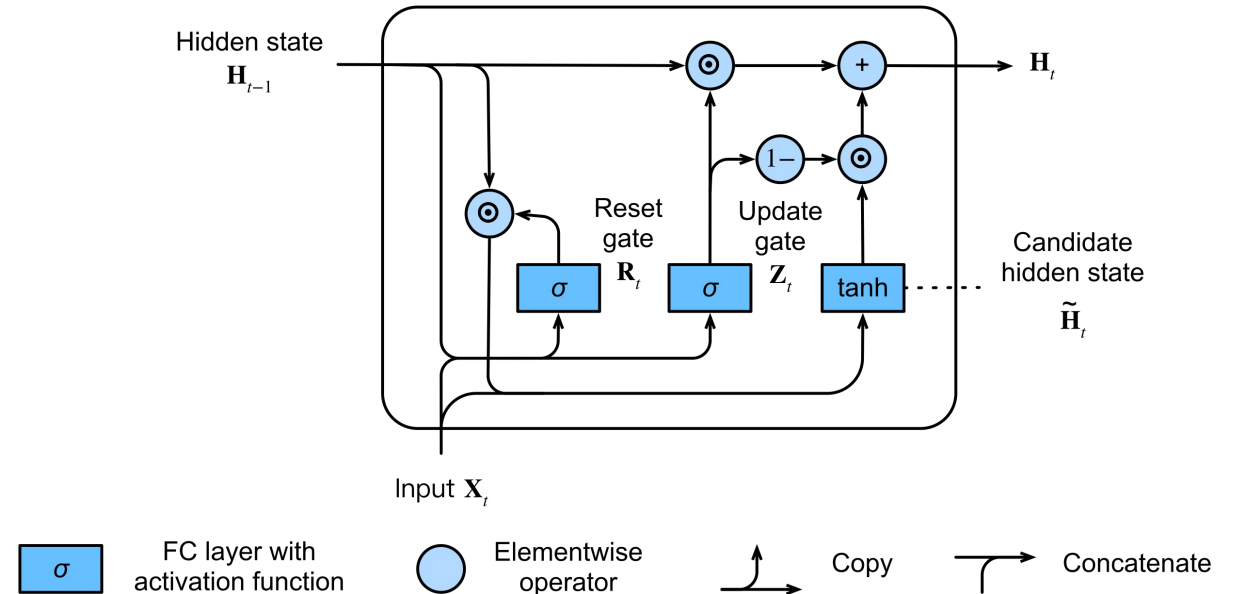 Hidden state
H_{t−1}
⊙
+
H_t
1−
⊙
⊙
Reset
gate
R_t
Update
gate
Z_t
Candidate
hidden state
H̃_t
σ
σ
tanh
Input X_t
σ
FC layer with
activation function
Elementwise
operator
Copy
Concatenate